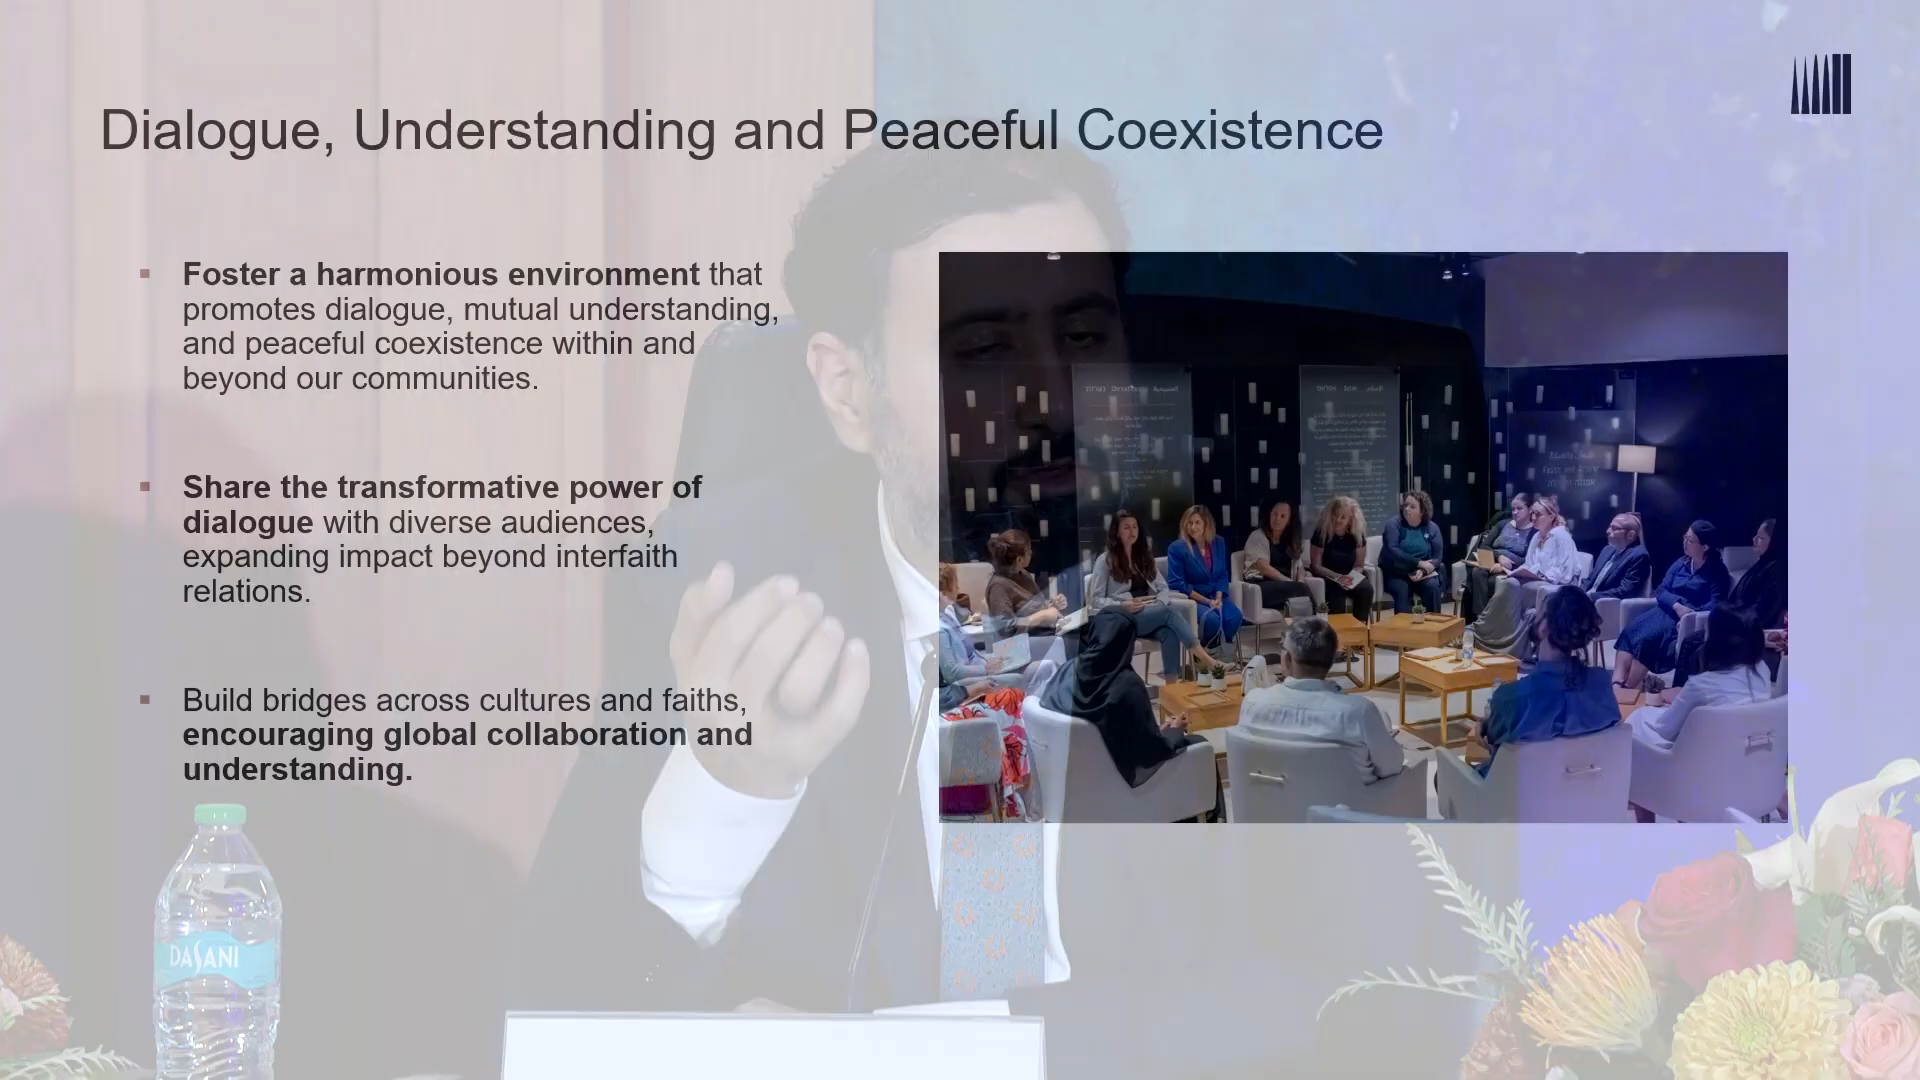 Dialogue, Understanding and Peaceful Coexistence
Foster a harmonious environment that
promotes dialogue, mutual understanding,
and peaceful coexistence within and
beyond our communities.
Share the transformative power of
dialogue with diverse audiences,
expanding impact beyond interfaith
relations.
Build bridges across cultures and faiths,
encouraging global collaboration and
understanding.
DASANI